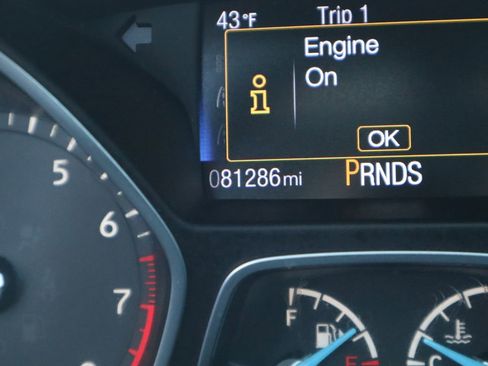 43°F Trip 1
Engine
On
i
OK
081286mi PRNDS
5
6
7
F
E
C